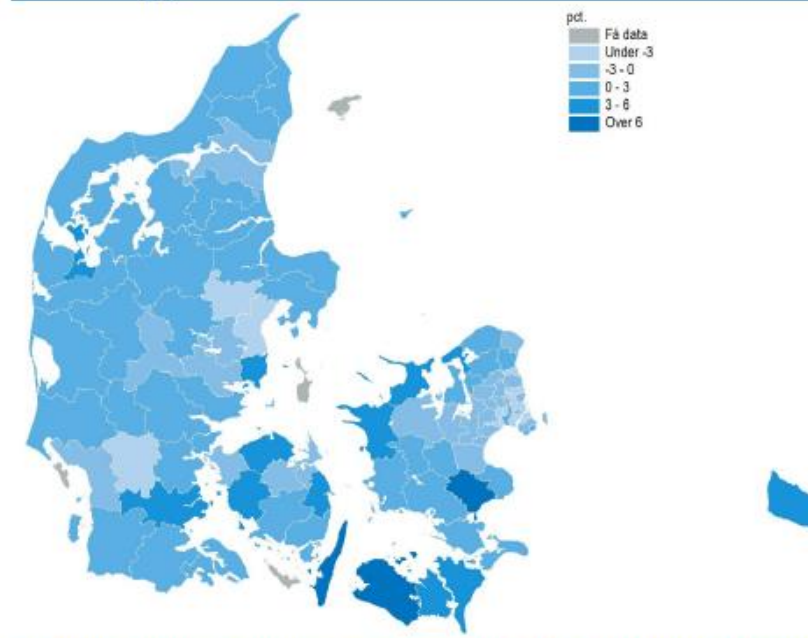 pct.
Få data
Under -3
-3 - 0
0 - 3
3 - 6
Over 6